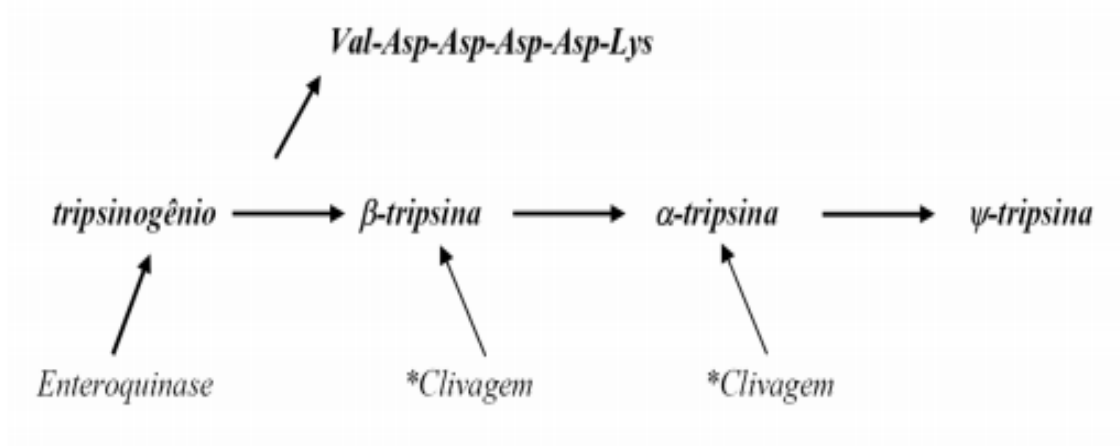 Val-Asp-Asp-Asp-Asp-Lys
tripsinogênio β-tripsina α-tripsina ψ-tripsina
Enteroquinase *Clivagem *Clivagem